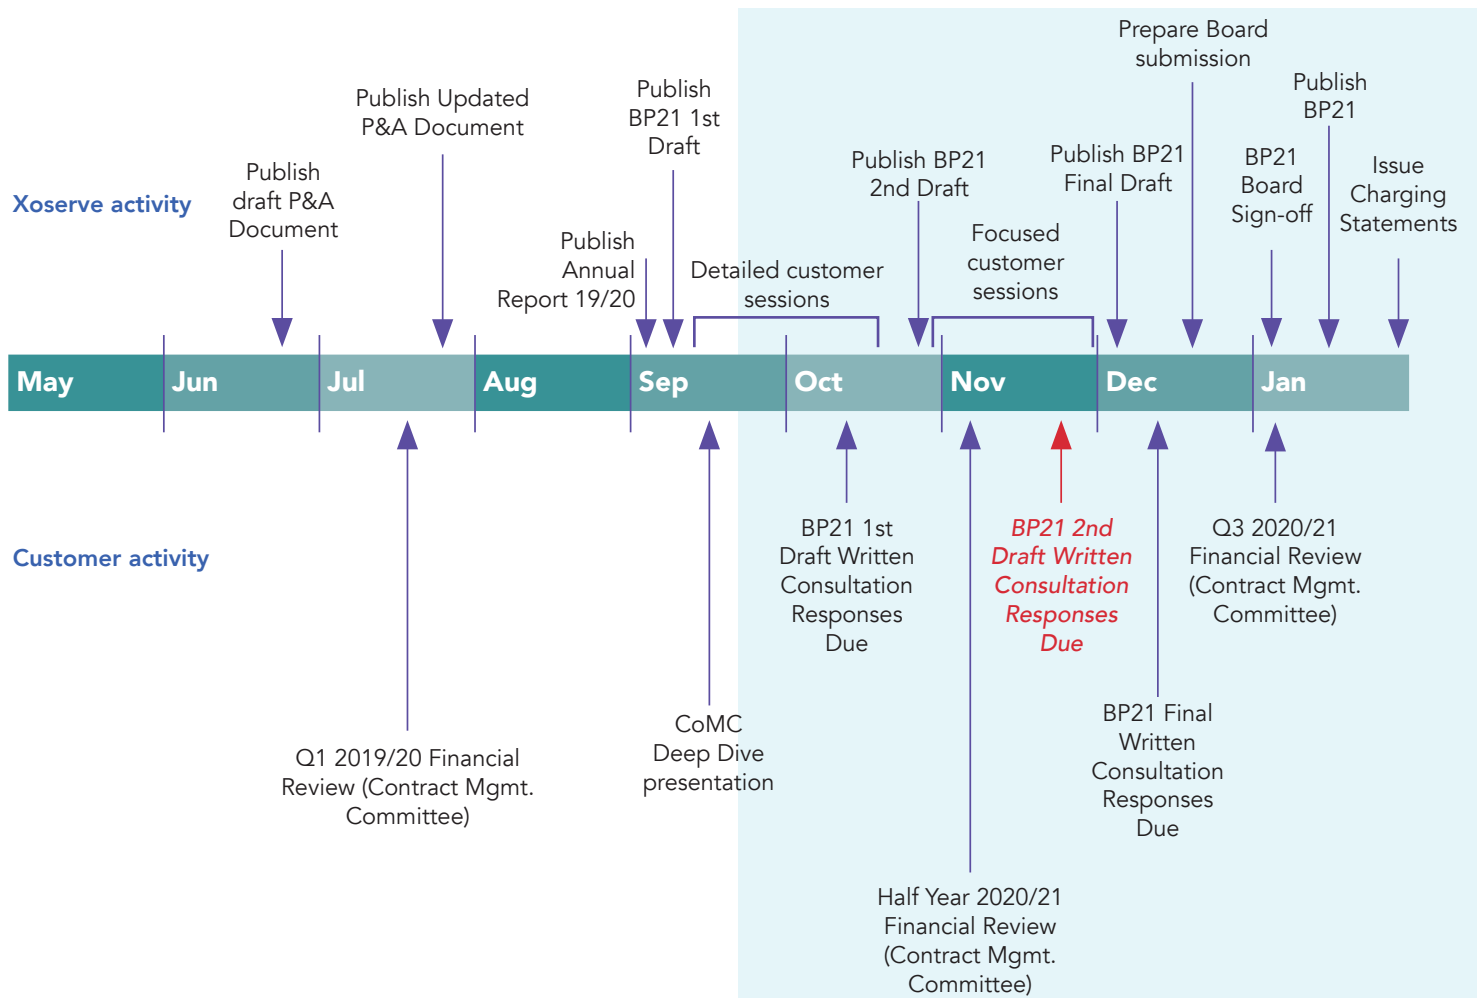 Prepare Board
submission
Publish
BP21
Publish
BP21 1st
Draft
Publish Updated
P&A Document
Publish BP21
2nd Draft
Publish BP21
Final Draft
BP21
Board
Sign-off
Issue
Charging
Statements
Publish
draft P&A
Document
Xoserve activity
Publish
Annual
Report 19/20
Detailed customer
sessions
Focused
customer
sessions
May
Jun
Jul
Aug
Sep
Oct
Nov
Dec
Jan
Customer activity
BP21 1st
Draft Written
Consultation
Responses
Due
BP21 2nd
Draft Written
Consultation
Responses
Due
Q3 2020/21
Financial Review
(Contract Mgmt.
Committee)
Q1 2019/20 Financial
Review (Contract Mgmt.
Committee)
CoMC
Deep Dive
presentation
BP21 Final
Written
Consultation
Responses
Due
Half Year 2020/21
Financial Review
(Contract Mgmt.
Committee)